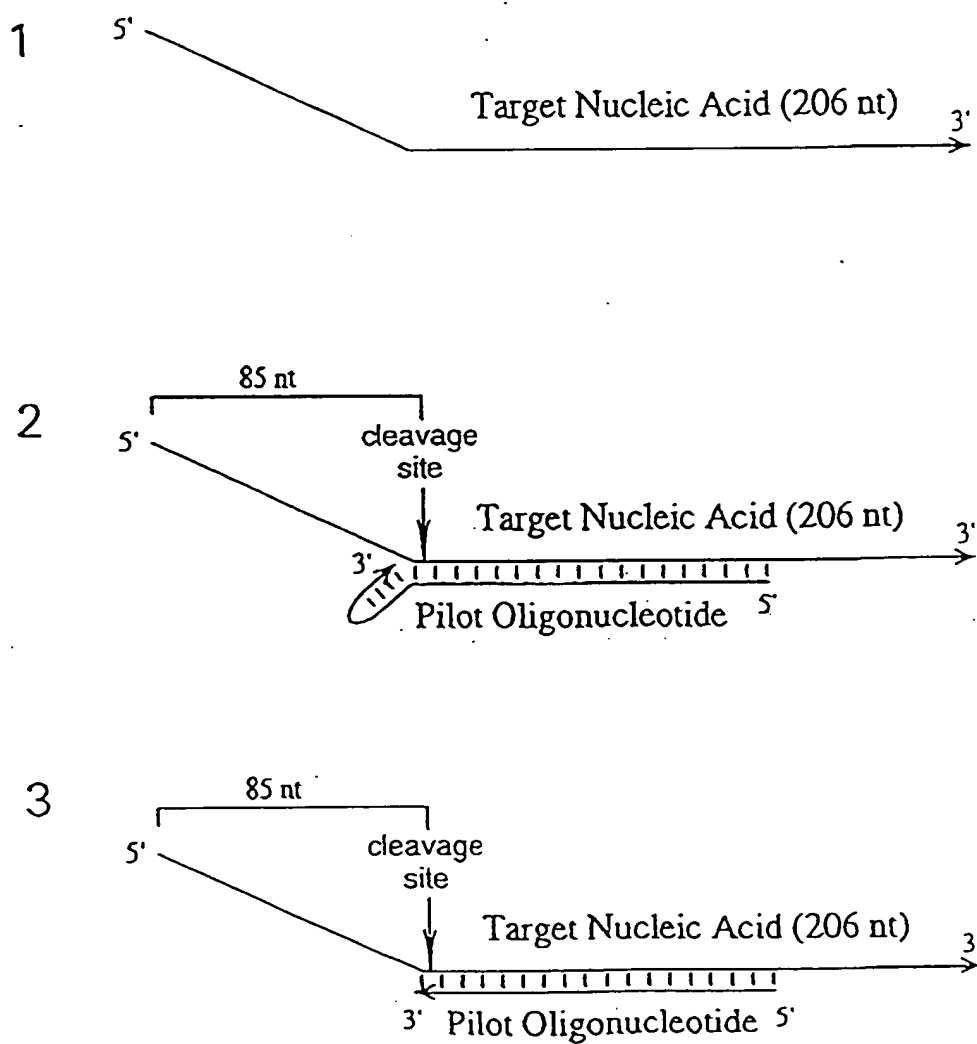 1
5'
Target Nucleic Acid (206 nt)
3'
85 nt
2
5'
cleavage
site
Target Nucleic Acid (206 nt)
3'
3'
5'
Pilot Oligonucleotide
3
85 nt
5'
cleavage
site
Target Nucleic Acid (206 nt)
3
3' Pilot Oligonucleotide 5'